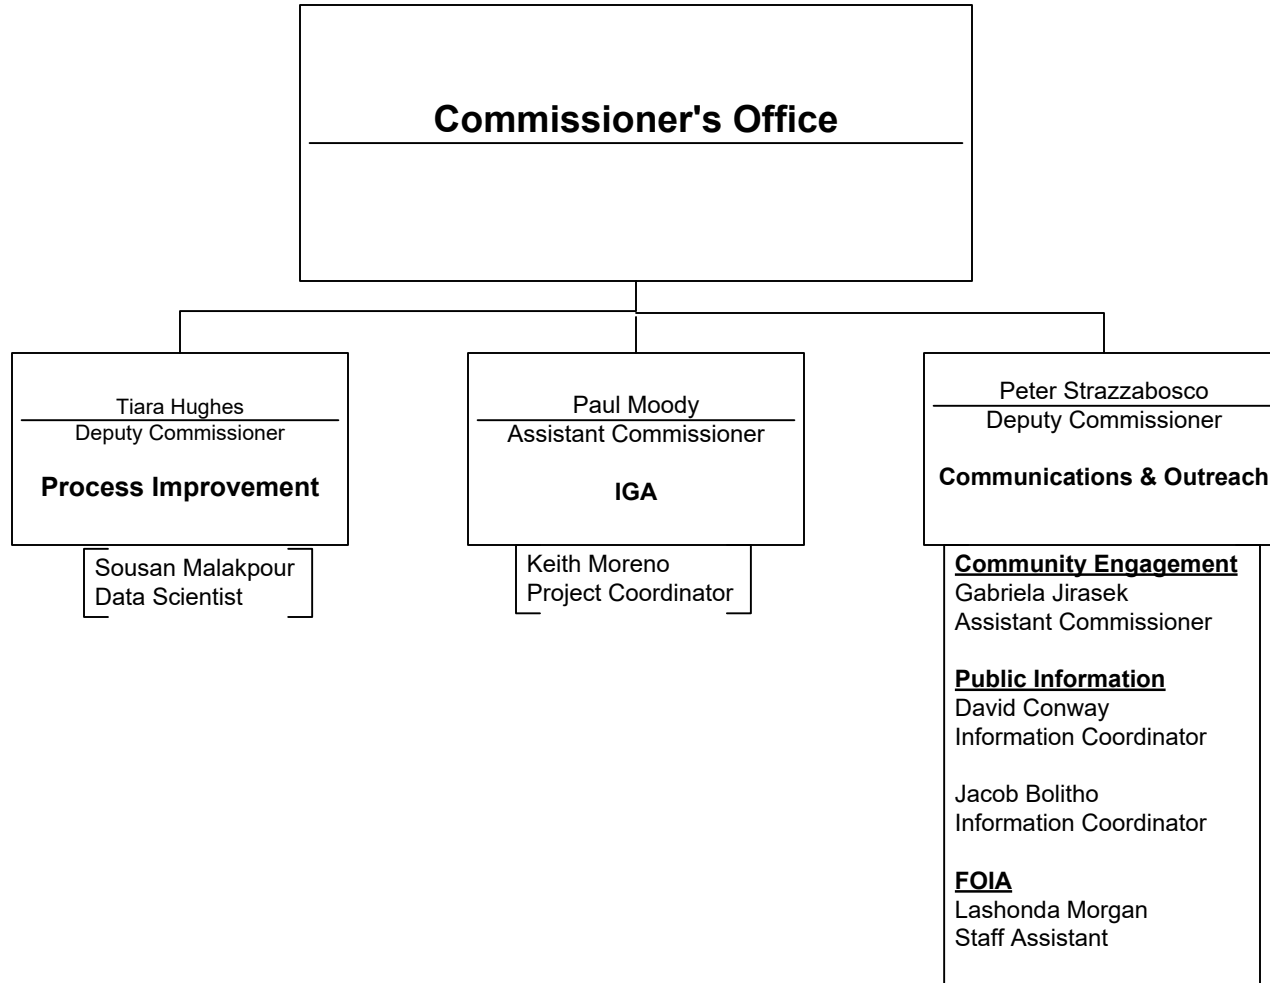 Commissioner's Office
Tiara Hughes
Deputy Commissioner
Process Improvement
Sousan Malakpour
Data Scientist
Paul Moody
Assistant Commissioner
IGA
Keith Moreno
Project Coordinator
Peter Strazzabosco
Deputy Commissioner
Communications & Outreach
Community Engagement
Gabriela Jirasek
Assistant Commissioner
Public Information
David Conway
Information Coordinator
Jacob Bolitho
Information Coordinator
FOIA
Lashonda Morgan
Staff Assistant